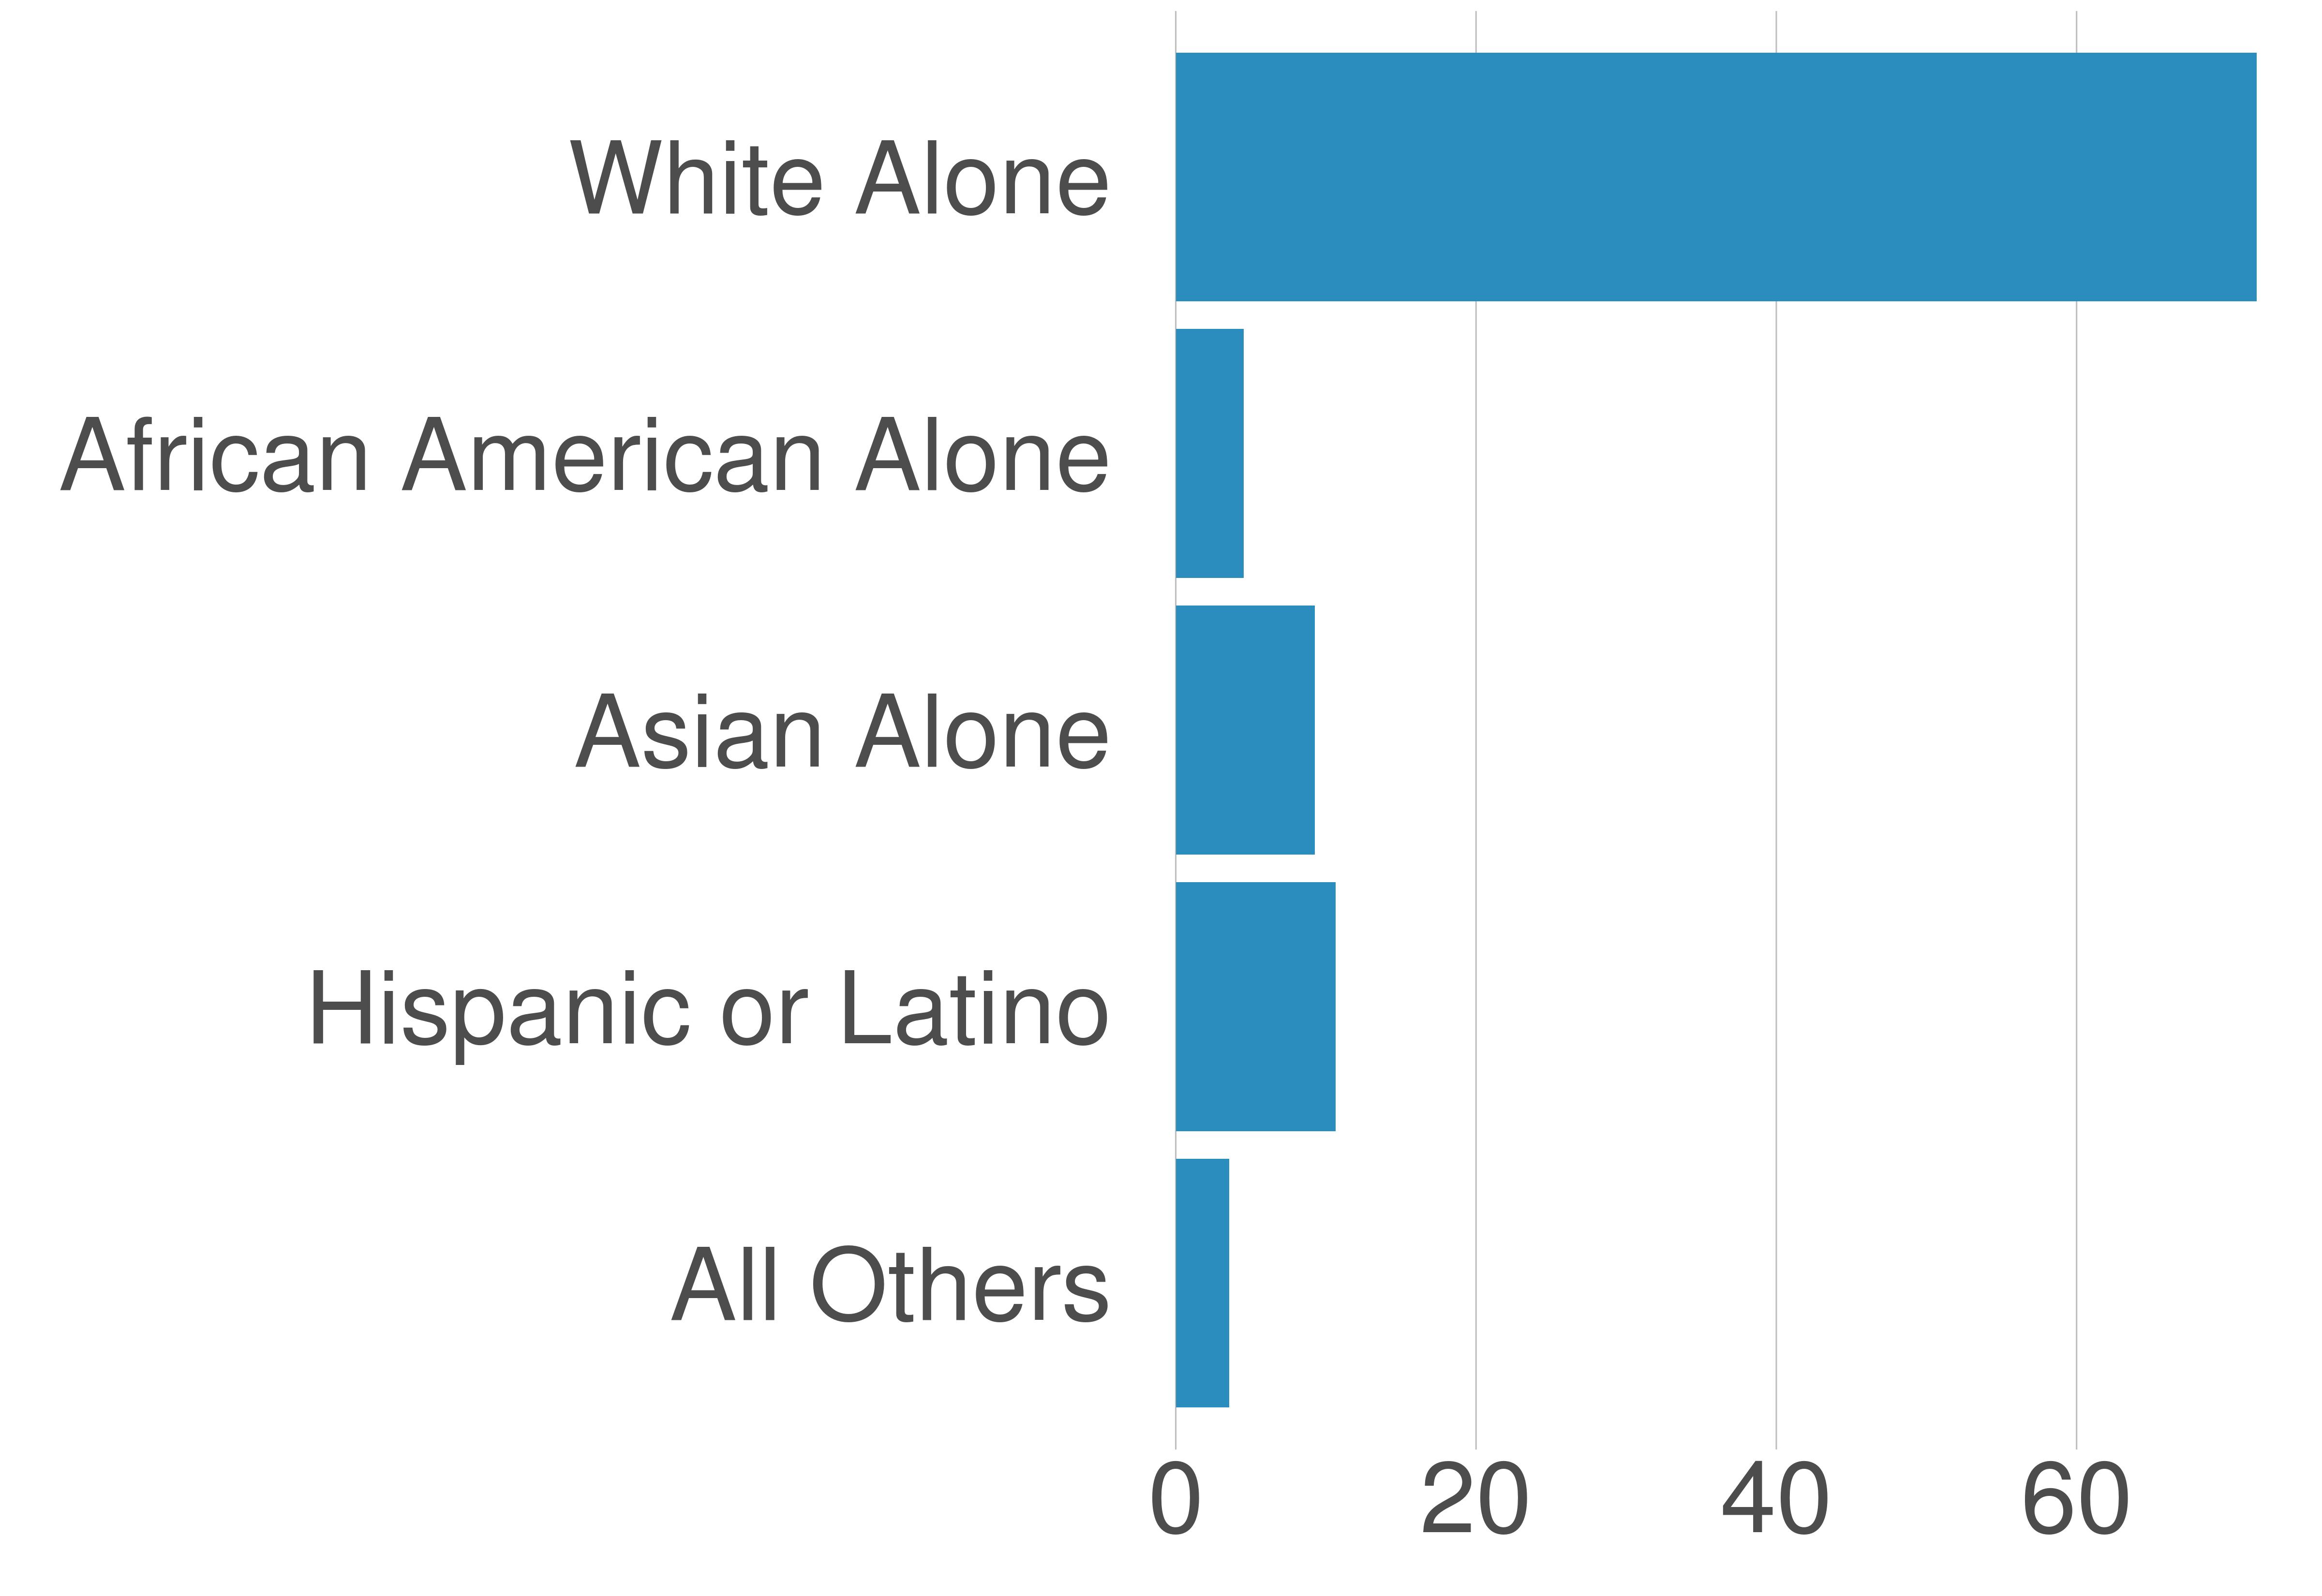 White Alone
African American Alone
Asian Alone
Hispanic or Latino
All Others
0 20 40 60